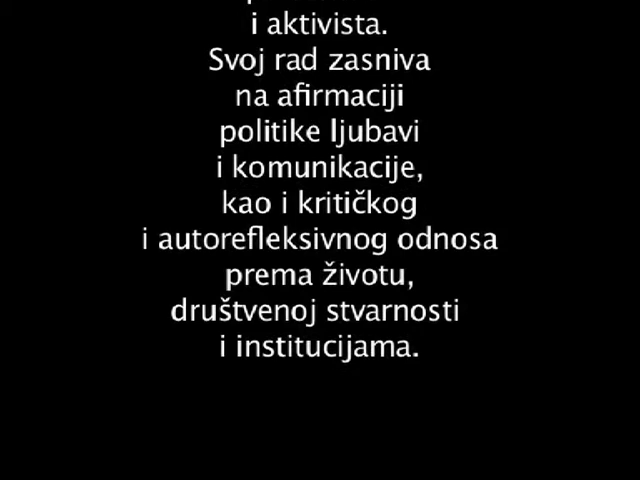 i aktivista.
Svoj rad zasniva
na afirmaciji
politike ljubavi
i komunikacije,
kao i kritičkog
i autorefleksivnog odnosa
prema životu,
društvenoj stvarnosti
i institucijama.